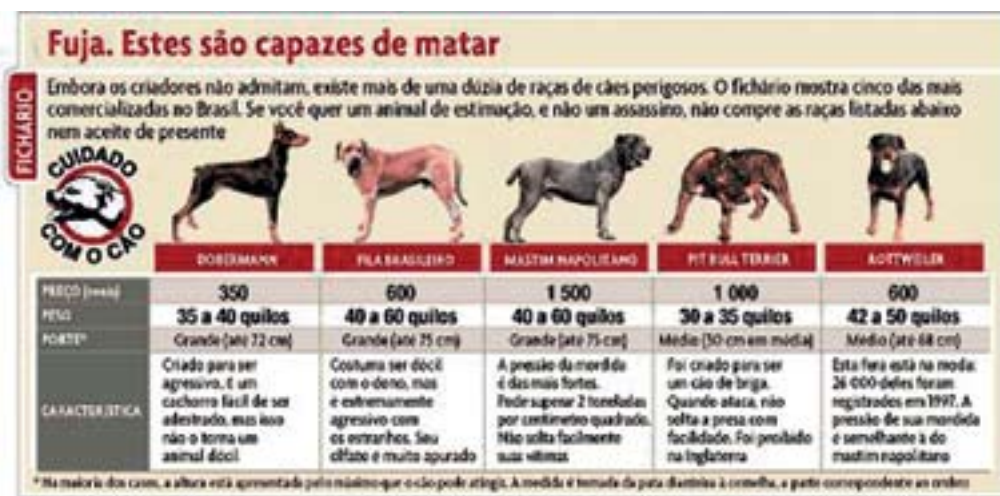 Fuja. Estes são capazes de matar
FICHÁRIO
Embora os criadores não admitam, existe mais de uma dúzia de raças de cães perigosos. O fichário mostra cinco das mais
comercializadas no Brasil. Se você quer um animal de estimação, e não um assassino, não compre as raças listadas abaixo
nem aceite de presente
CUIDADO
COM O CÃO
DOBERMANN FILA BRASILEIRO MASTIM NAPOLITANO PIT BULL TERRIER ROTTWEILER
PREÇO (reais) 350 600 1 500 1 000 600
PESO 35 a 40 quilos 40 a 60 quilos 40 a 60 quilos 30 a 35 quilos 42 a 50 quilos
PORTE* Grande (até 72 cm) Grande (até 75 cm) Grande (até 75 cm) Médio (50 cm em média) Médio (até 68 cm)
CARACTERÍSTICA
Criado para ser
agressivo. É um
cachorro fácil de ser
adestrado, mas isso
não o torna um
animal dócil
Costuma ser dócil
com o dono, mas
é extremamente
agressivo com
os estranhos. Seu
olfato é muito apurado
A pressão da mordida
é das mais fortes.
Pode superar 2 toneladas
por centímetro quadrado.
Não solta facilmente
suas vítimas
Foi criado para ser
um cão de briga.
Quando ataca, não
solta a presa com
facilidade. Foi proibido
na Inglaterra
Esta fera está na moda:
26 000 deles foram
registrados em 1997. A
pressão de sua mordida
é semelhante à do
mastim napolitano
* Na maioria dos casos, a altura está apresentada pelo máximo que o cão pode atingir. A medida é tomada da pata dianteira à cernelha, a parte correspondente ao ombro